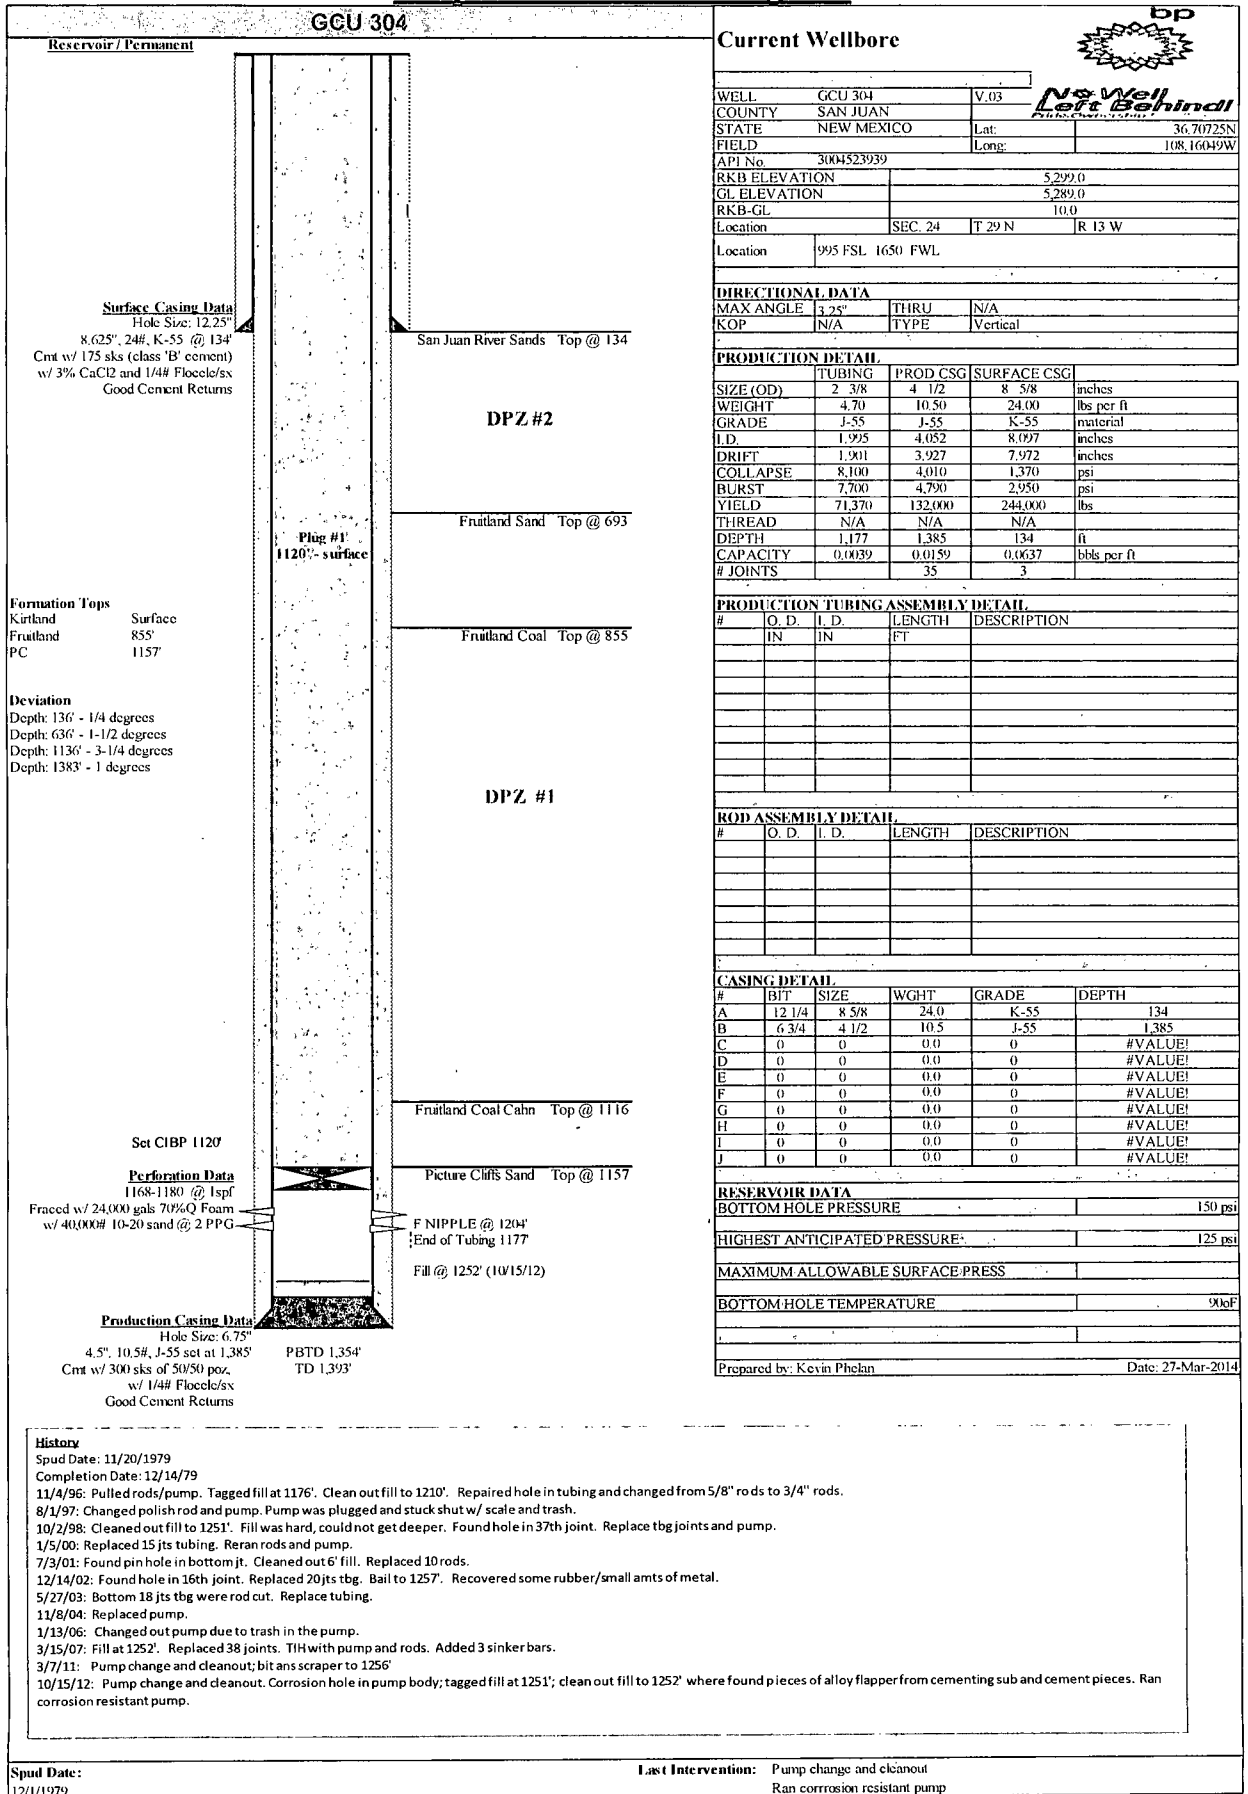 GCU 304
Reservoir / Permanent
Surface Casing Data
Hole Size: 12.25"
8.625", 24#, K-55 @ 134'
Cmt w/ 175 sks (class 'B' cement)
w/ 3% CaCl2 and 1/4# Flocele/sx
Good Cement Returns
San Juan River Sands Top @ 134
DPZ #2
Fruitland Sand Top @ 693
Plug #1
1120'- surface
Formation Tops
Kirtland Surface
Fruitland 855'
PC 1157'
Fruitland Coal Top @ 855
Deviation
Depth: 136' - 1/4 degrees
Depth: 636' - 1-1/2 degrees
Depth: 1136' - 3-1/4 degrees
Depth: 1383' - 1 degrees
DPZ #1
Fruitland Coal Cahn Top @ 1116
Set CIBP 1120'
Picture Cliffs Sand Top @ 1157
Perforation Data
1168-1180 @ 1spf
Fraced w/ 24,000 gals 70%Q Foam
w/ 40,000# 10-20 sand @ 2 PPG
F NIPPLE @ 1204'
End of Tubing 1177'
Fill @ 1252' (10/15/12)
Production Casing Data
Hole Size: 6.75"
4.5", 10.5#, J-55 set at 1,385'
Cmt w/ 300 sks of 50/50 poz,
w/ 1/4# Flocele/sx
Good Cement Returns
PBTD 1,354'
TD 1,393'
Current Wellbore
bp
No Well
Left Behind!
WELL GCU 304 V.03
COUNTY SAN JUAN
STATE NEW MEXICO Lat: 36.70725N
FIELD Long: 108.16049W
API No. 3004523939
RKB ELEVATION 5,299.0
GL ELEVATION 5,289.0
RKB-GL 10.0
Location SEC. 24 T 29 N R 13 W
Location 995 FSL 1650 FWL
DIRECTIONAL DATA
MAX ANGLE 3.25" THRU N/A
KOP N/A TYPE Vertical
PRODUCTION DETAIL
TUBING PROD CSG SURFACE CSG
SIZE (OD) 2 3/8 4 1/2 8 5/8 inches
WEIGHT 4.70 10.50 24.00 lbs per ft
GRADE J-55 J-55 K-55 material
I.D. 1.995 4.052 8.097 inches
DRIFT 1.901 3.927 7.972 inches
COLLAPSE 8,100 4,010 1,370 psi
BURST 7,700 4,790 2,950 psi
YIELD 71,370 132,000 244,000 lbs
THREAD N/A N/A N/A
DEPTH 1,177 1,385 134 ft
CAPACITY 0.0039 0.0159 0.0637 bbls per ft
# JOINTS 35 3
PRODUCTION TUBING ASSEMBLY DETAIL
# O. D. I. D. LENGTH DESCRIPTION
IN IN FT
ROD ASSEMBLY DETAIL
# O. D. I. D. LENGTH DESCRIPTION
CASING DETAIL
# BIT SIZE WGHT GRADE DEPTH
A 12 1/4 8 5/8 24.0 K-55 134
B 6 3/4 4 1/2 10.5 J-55 1,385
C 0 0 0.0 0 #VALUE!
D 0 0 0.0 0 #VALUE!
E 0 0 0.0 0 #VALUE!
F 0 0 0.0 0 #VALUE!
G 0 0 0.0 0 #VALUE!
H 0 0 0.0 0 #VALUE!
I 0 0 0.0 0 #VALUE!
J 0 0 0.0 0 #VALUE!
RESERVOIR DATA
BOTTOM HOLE PRESSURE 150 psi
HIGHEST ANTICIPATED PRESSURE 125 psi
MAXIMUM ALLOWABLE SURFACE PRESS
BOTTOM HOLE TEMPERATURE 90oF
Prepared by: Kevin Phelan Date: 27-Mar-2014
History
Spud Date: 11/20/1979
Completion Date: 12/14/79
11/4/96: Pulled rods/pump. Tagged fill at 1176'. Clean out fill to 1210'. Repaired hole in tubing and changed from 5/8" rods to 3/4" rods.
8/1/97: Changed polish rod and pump. Pump was plugged and stuck shut w/ scale and trash.
10/2/98: Cleaned out fill to 1251'. Fill was hard, could not get deeper. Found hole in 37th joint. Replace tbg joints and pump.
1/5/00: Replaced 15 jts tubing. Reran rods and pump.
7/3/01: Found pin hole in bottom jt. Cleaned out 6' fill. Replaced 10 rods.
12/14/02: Found hole in 16th joint. Replaced 20 jts tbg. Bail to 1257'. Recovered some rubber/small amts of metal.
5/27/03: Bottom 18 jts tbg were rod cut. Replace tubing.
11/8/04: Replaced pump.
1/13/06: Changed out pump due to trash in the pump.
3/15/07: Fill at 1252'. Replaced 38 joints. TIH with pump and rods. Added 3 sinker bars.
3/7/11: Pump change and cleanout; bit ans scraper to 1256'
10/15/12: Pump change and cleanout. Corrosion hole in pump body; tagged fill at 1251'; clean out fill to 1252' where found pieces of alloy flapper from cementing sub and cement pieces. Ran
corrosion resistant pump.
Spud Date:
12/1/1979
Last Intervention: Pump change and cleanout
Ran corrrosion resistant pump